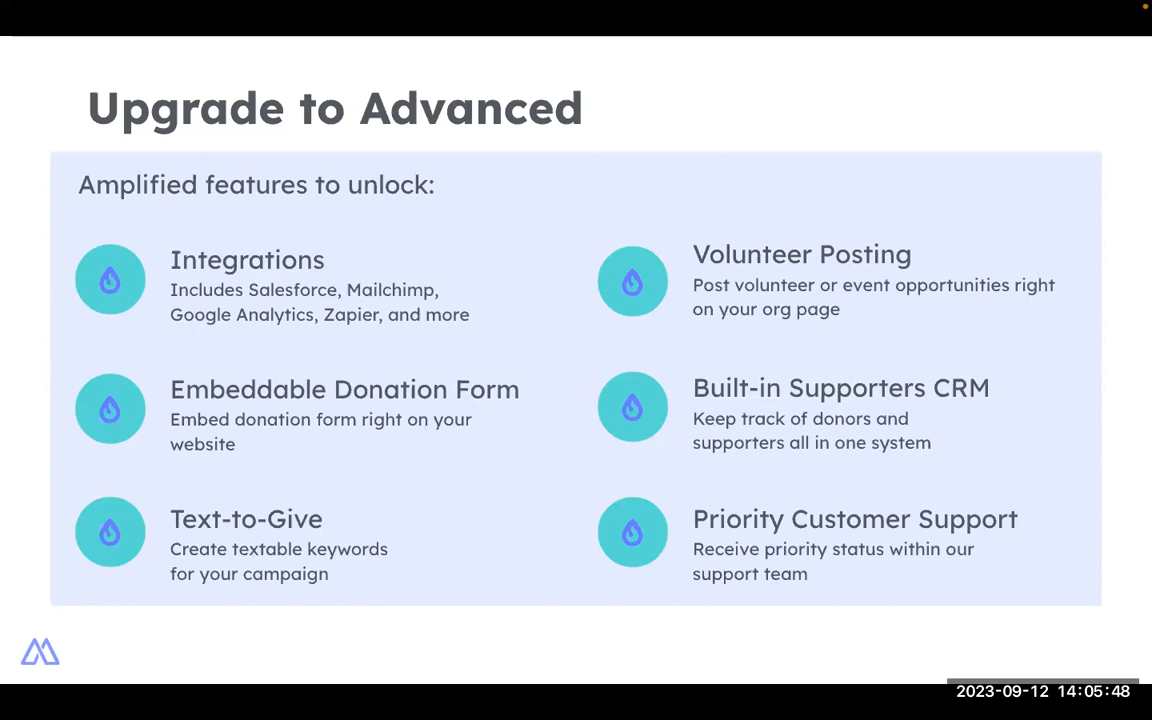 Upgrade to Advanced
Amplified features to unlock:
Integrations
Includes Salesforce, Mailchimp,
Google Analytics, Zapier, and more
Embeddable Donation Form
Embed donation form right on your
website
Text-to-Give
Create textable keywords
for your campaign
Volunteer Posting
Post volunteer or event opportunities right
on your org page
Built-in Supporters CRM
Keep track of donors and
supporters all in one system
Priority Customer Support
Receive priority status within our
support team
2023-09-12 14:05:48